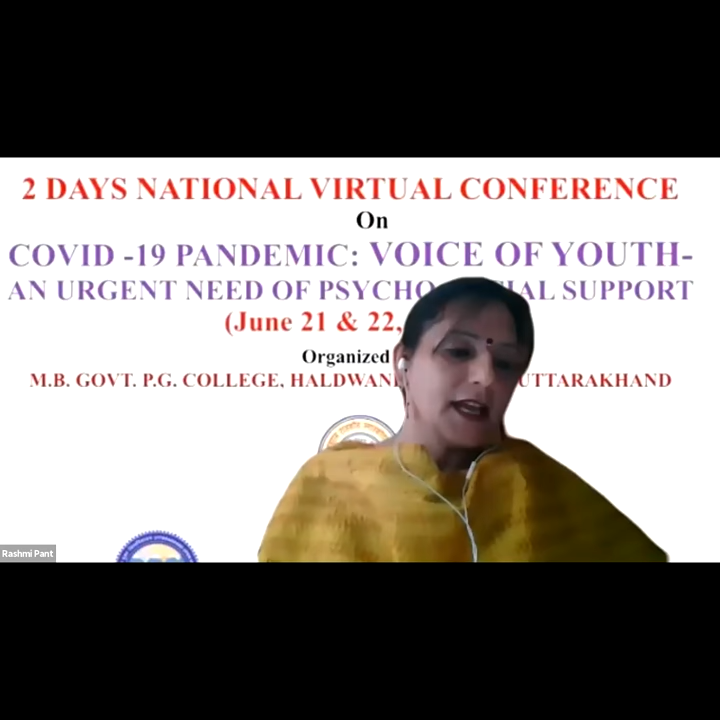 2 DAYS NATIONAL VIRTUAL CONFERENCE
On
COVID -19 PANDEMIC: VOICE OF YOUTH-
AN URGENT NEED OF PSYCHO IAL SUPPORT
(June 21 & 22,
Organized
M.B. GOVT. P.G. COLLEGE, HALDWANI UTTARAKHAND
Rashmi Pant